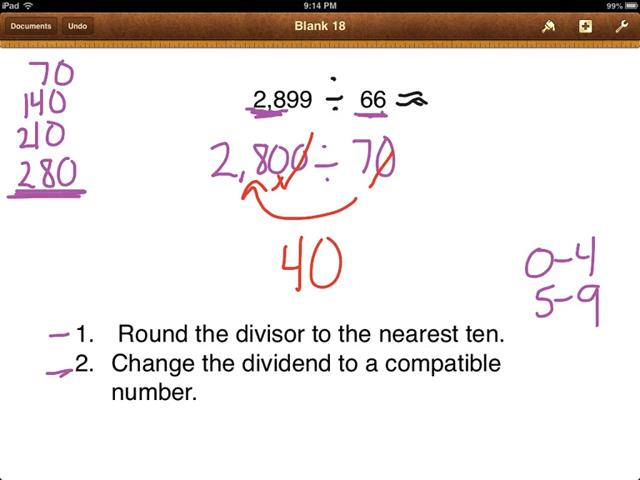 iPad 9:14 PM 99%
Documents Undo Blank 18
70
140
210
280
2,899 ÷ 66 ≈
2,800 ÷ 70
40
0-4
5-9
1. Round the divisor to the nearest ten.
2. Change the dividend to a compatible
number.